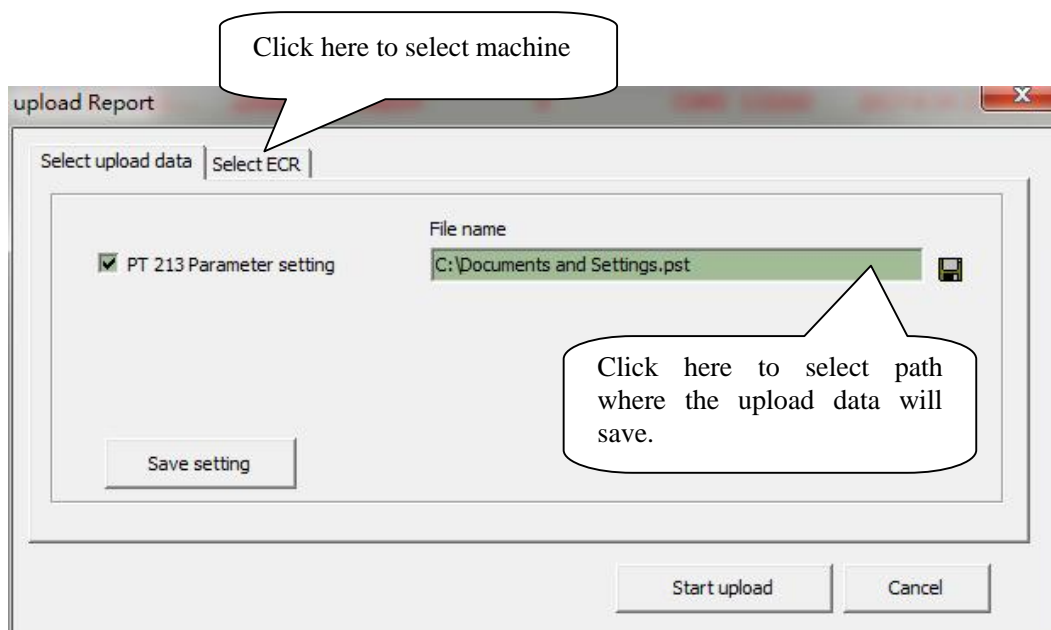 Click here to select machine
upload Report
Select upload data
Select ECR
File name
PT 213 Parameter setting
C:\Documents and Settings.pst
Click here to select path
where the upload data will
save.
Save setting
Start upload
Cancel